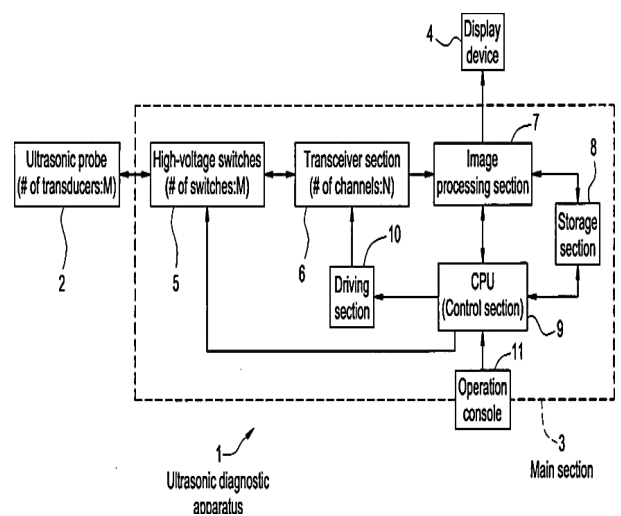 4
Display
device
7
Ultrasonic probe
(# of transducers:M)
High-voltage switches
(# of switches:M)
Transceiver section
(# of channels:N)
Image
processing section
8
Storage
section
2
5
6
10
Driving
section
CPU
(Control section)
9
11
Operation
console
1
Ultrasonic diagnostic
apparatus
3
Main section